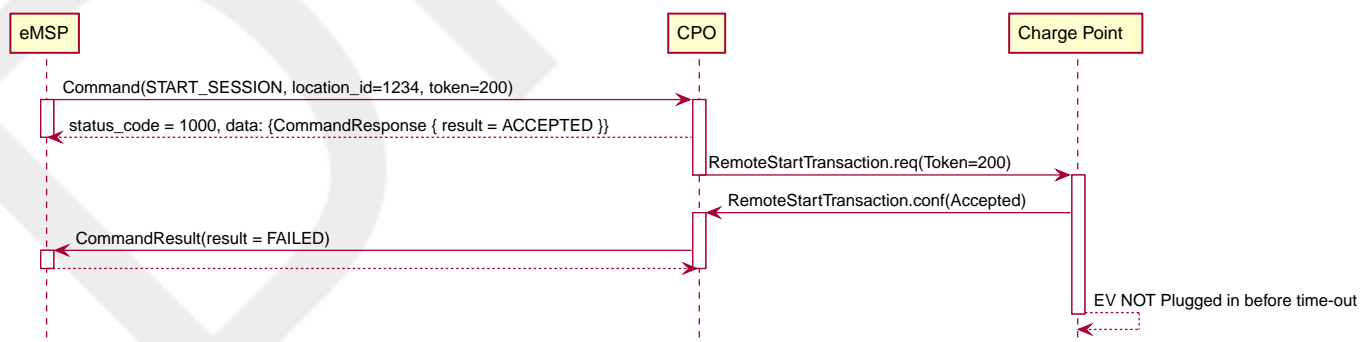 eMSP
CPO
Charge Point
Command(START_SESSION, location_id=1234, token=200)
status_code = 1000, data: {CommandResponse { result = ACCEPTED }}
RemoteStartTransaction.req(Token=200)
RemoteStartTransaction.conf(Accepted)
CommandResult(result = FAILED)
EV NOT Plugged in before time-out